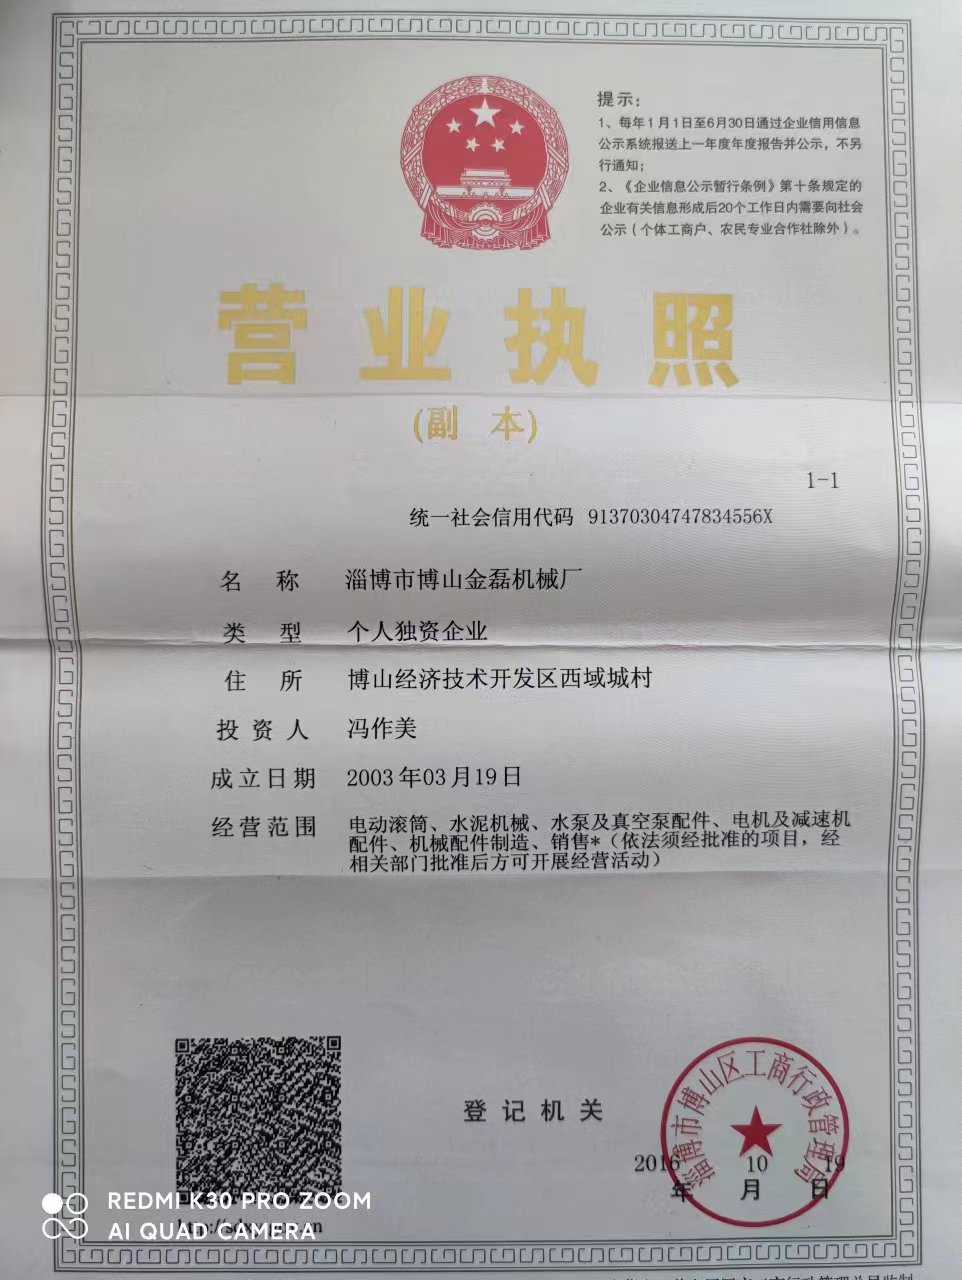 提示：
1、每年1月1日至6月30日通过企业信用信息
公示系统报送上一年度年度报告并公示，不另
行通知；
2、《企业信息公示暂行条例》第十条规定的
企业有关信息形成后20个工作日内需要向社会
公示（个体工商户、农民专业合作社除外）。
营业执照
(副 本)
1-1
统一社会信用代码 91370304747834556X
名 称 淄博市博山金磊机械厂
类 型 个人独资企业
住 所 博山经济技术开发区西域城村
投资人 冯作美
成立日期 2003年03月19日
经营范围 电动滚筒、水泥机械、水泵及真空泵配件、电机及减速机
配件、机械配件制造、销售*（依法须经批准的项目，经
相关部门批准后方可开展经营活动）
登记机关
淄博市博山区工商行政管理局
2016 10 19
年 月 日
REDMI K30 PRO ZOOM
AI QUAD CAMERA